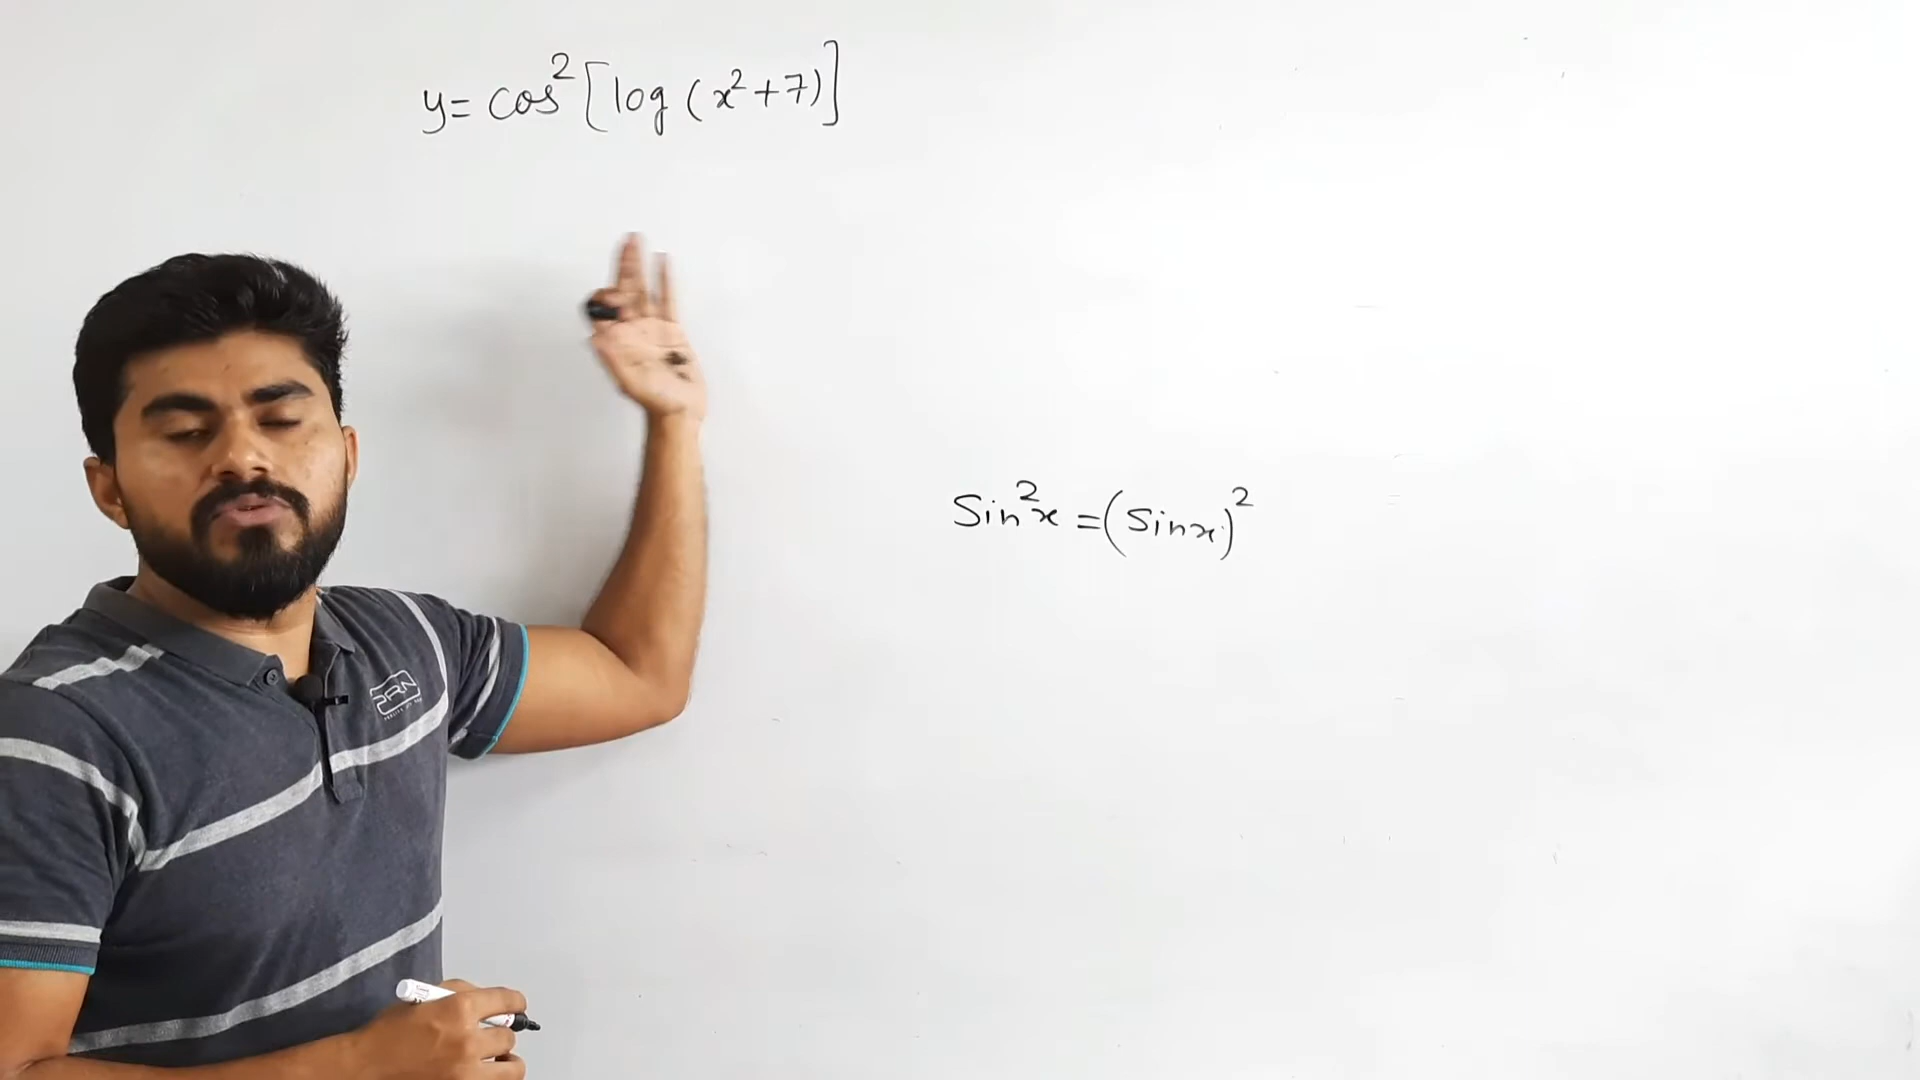 y = cos² [log (x²+7)]
Sin²x = (Sinx)²